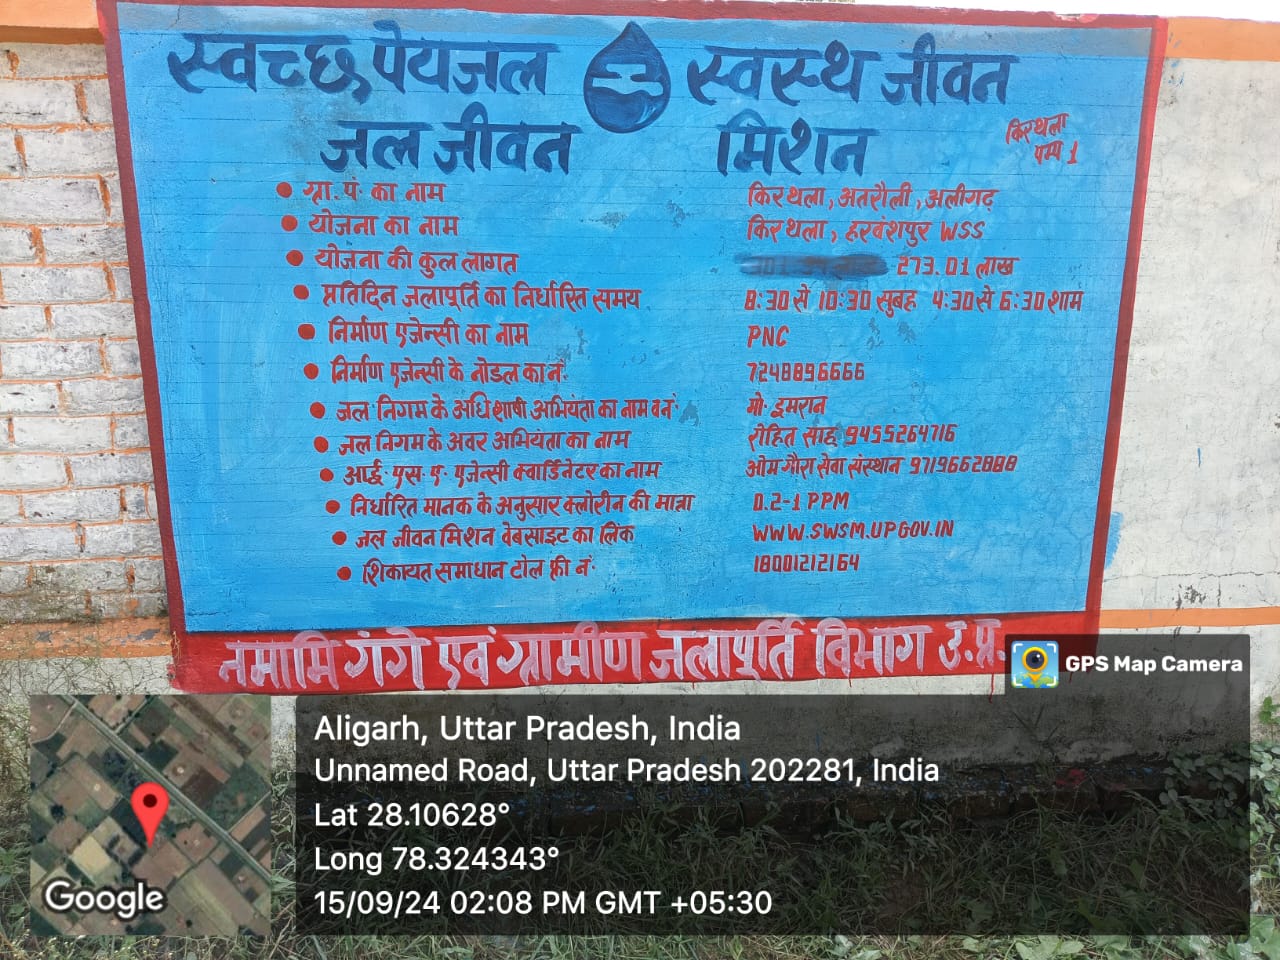 स्वच्छ पेयजल स्वस्थ जीवन
जल जीवन मिशन
किरथला
पम्प 1
ग्रा. पं. का नाम किरथला, अतरौली, अलीगढ़
योजना का नाम किरथला, हरवंशपुर WSS
योजना की कुल लागत 273.01 लाख
प्रतिदिन जलापूर्ति का निर्धारित समय 8:30 से 10:30 सुबह 4:30 से 6:30 शाम
निर्माण एजेन्सी का नाम PNC
निर्माण एजेन्सी के नोडल का नं. 7248896666
जल निगम के अधिशाषी अभियंता का नाम व नं. मो. इमरान
जल निगम के अवर अभियंता का नाम रोहित साहू 9455264716
आई. एस. ए. एजेन्सी क्वार्डिनेटर का नाम ओम गौरा सेवा संस्थान 9719662888
निर्धारित मानक के अनुसार क्लोरीन की मात्रा 0.2-1 PPM
जल जीवन मिशन वेबसाइट का लिंक WWW.SWSM.UPGOV.IN
शिकायत समाधान टोल फ्री नं. 18001212164
नमामि गंगे एवं ग्रामीण जलापूर्ति विभाग उ.प्र.
GPS Map Camera
Aligarh, Uttar Pradesh, India
Unnamed Road, Uttar Pradesh 202281, India
Lat 28.10628°
Long 78.324343°
15/09/24 02:08 PM GMT +05:30
Google